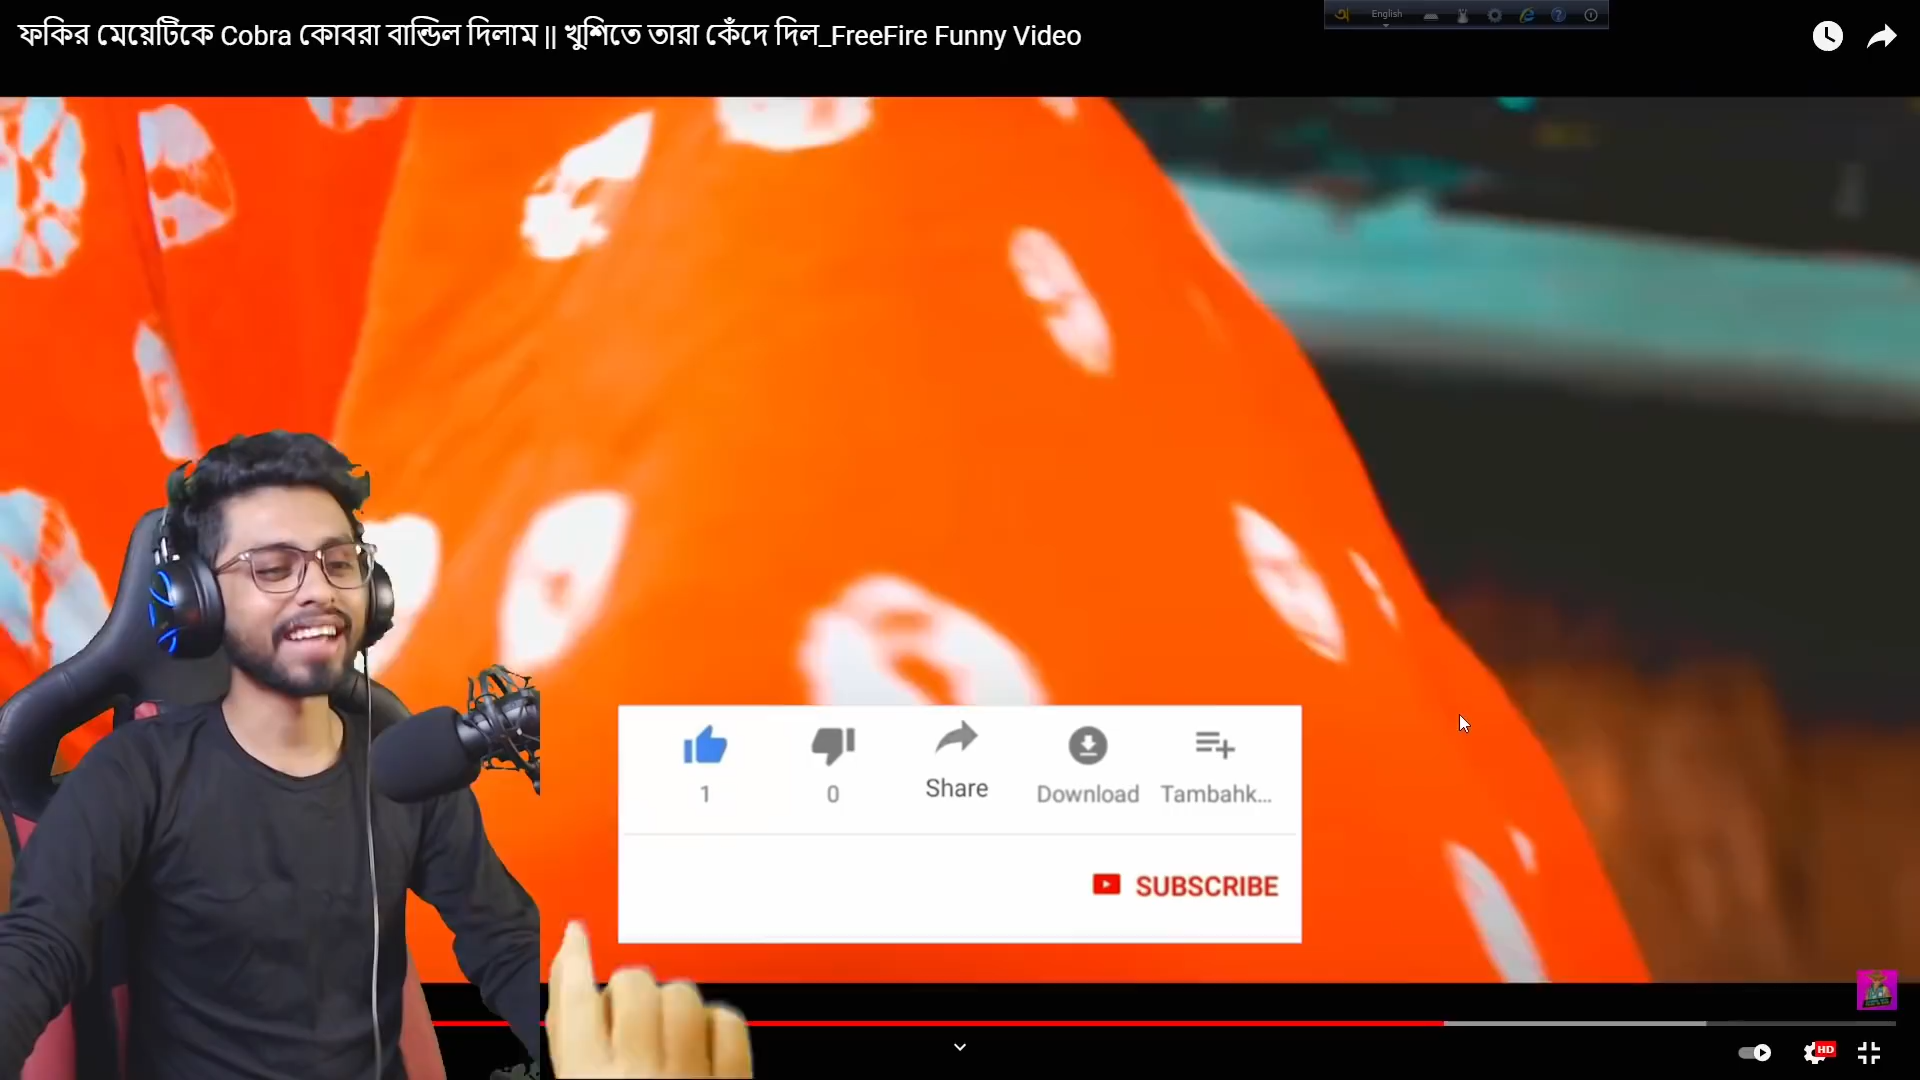 ফকির মেয়েটিকে Cobra কোবরা বান্ডিল দিলাম || খুশিতে তারা কেঁদে দিল_FreeFire Funny Video
English
1
0
Share
Download
Tambahk...
SUBSCRIBE
HD